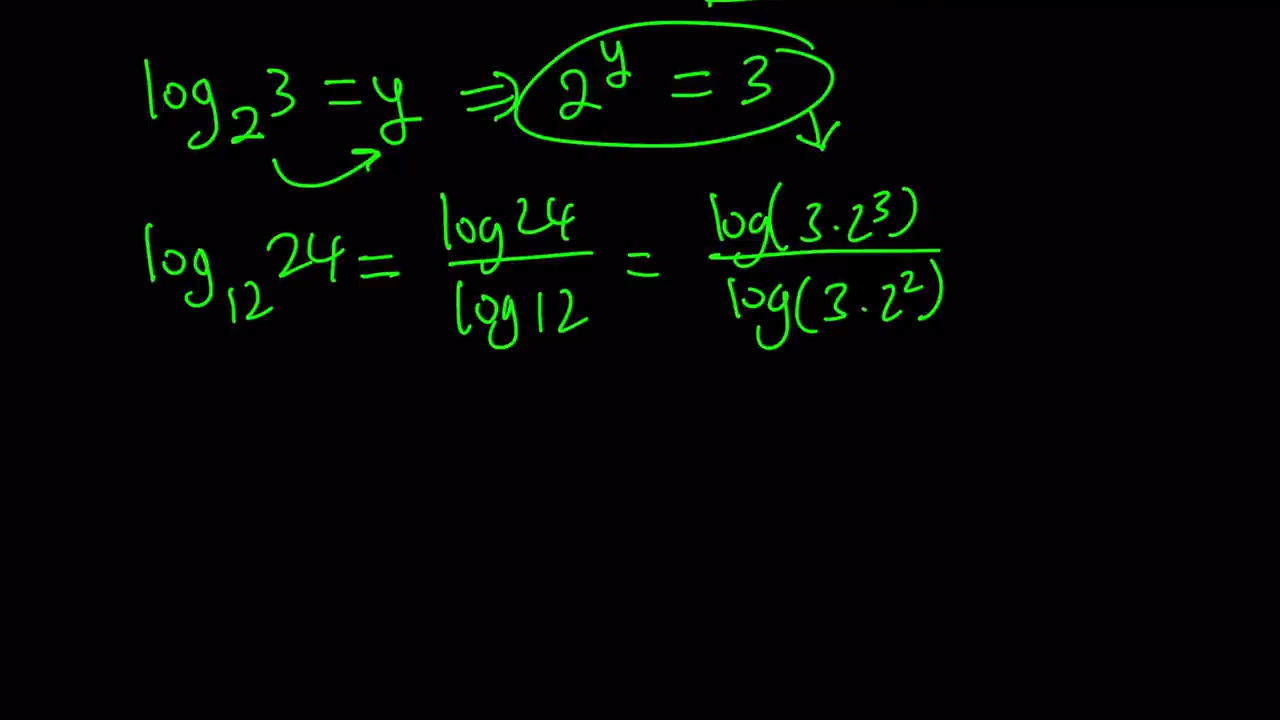 log₂3 = y ⇒ 2^y = 3
log₁₂24 = log24 / log12 = log(3·2³) / log(3·2²)